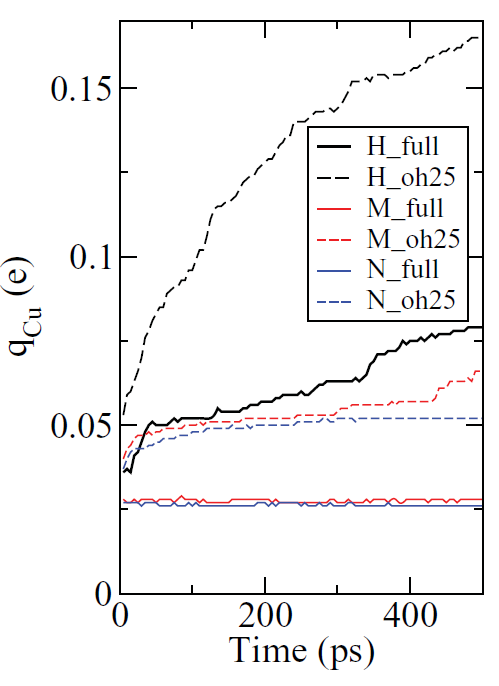 0.15
0.1
0.05
0
q_Cu (e)
H_full
H_oh25
M_full
M_oh25
N_full
N_oh25
0 200 400
Time (ps)